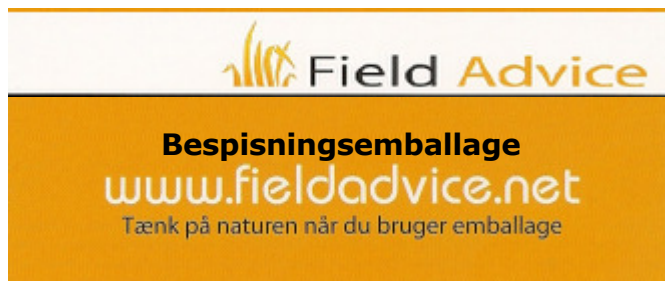 Field Advice
Bespisningsemballage
www.fieldadvice.net
Tænk på naturen når du bruger emballage